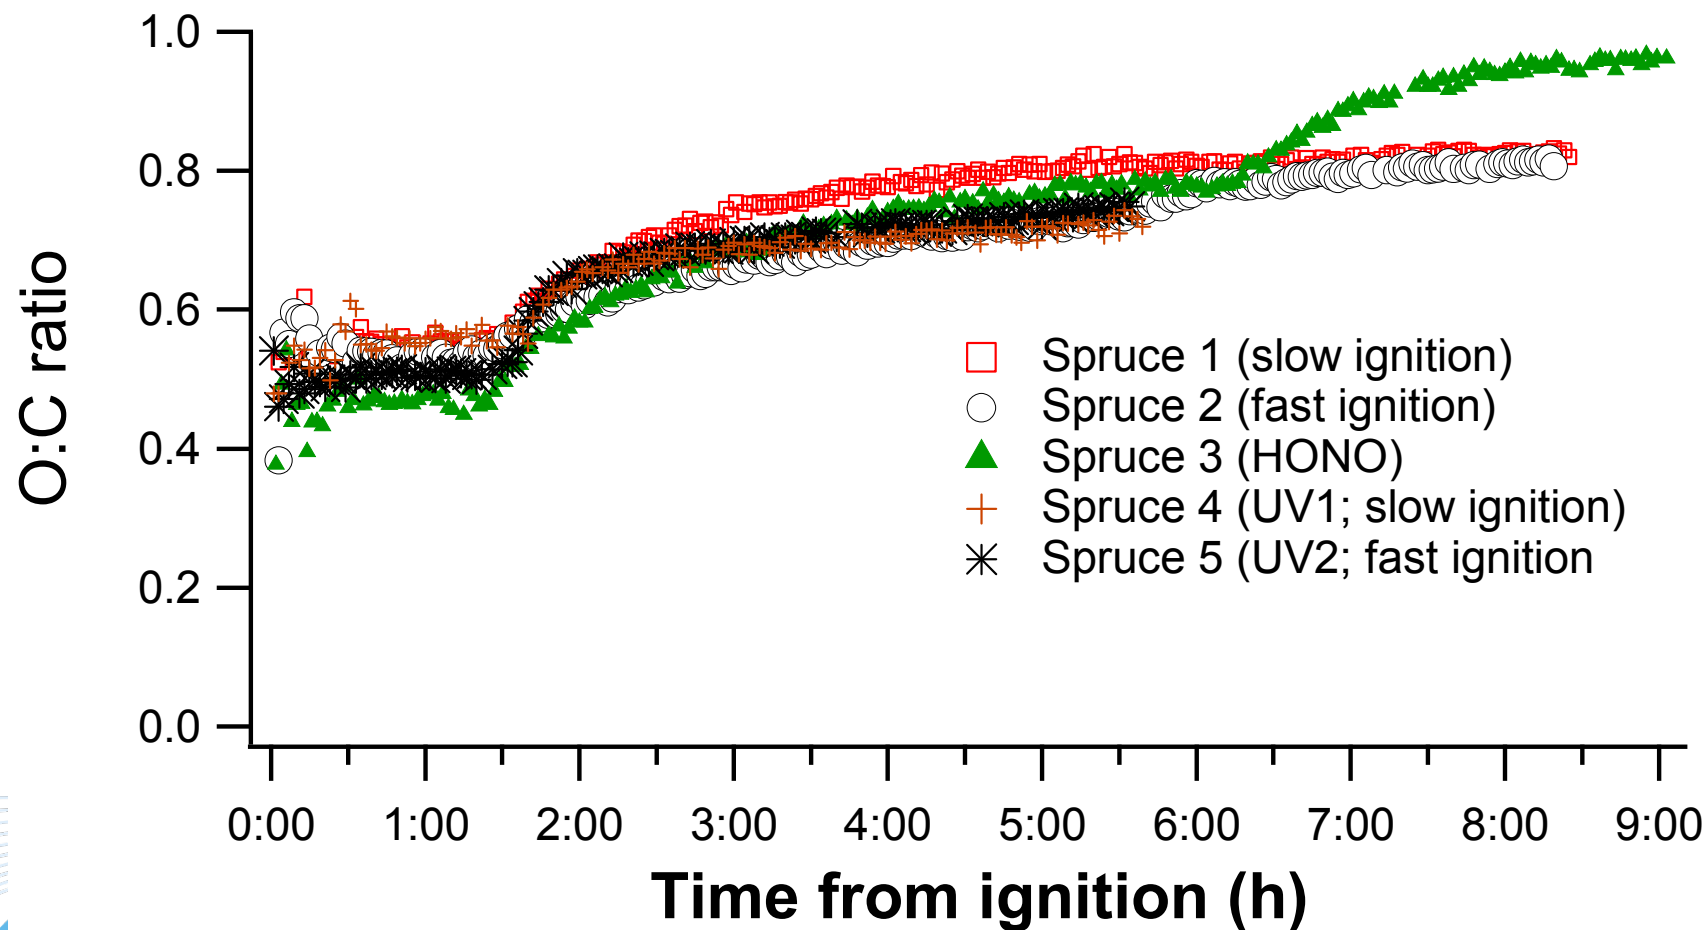 1.0
0.8
0.6
0.4
0.2
0.0
O:C ratio
Spruce 1 (slow ignition)
Spruce 2 (fast ignition)
Spruce 3 (HONO)
Spruce 4 (UV1; slow ignition)
Spruce 5 (UV2; fast ignition
0:00 1:00 2:00 3:00 4:00 5:00 6:00 7:00 8:00 9:00
Time from ignition (h)